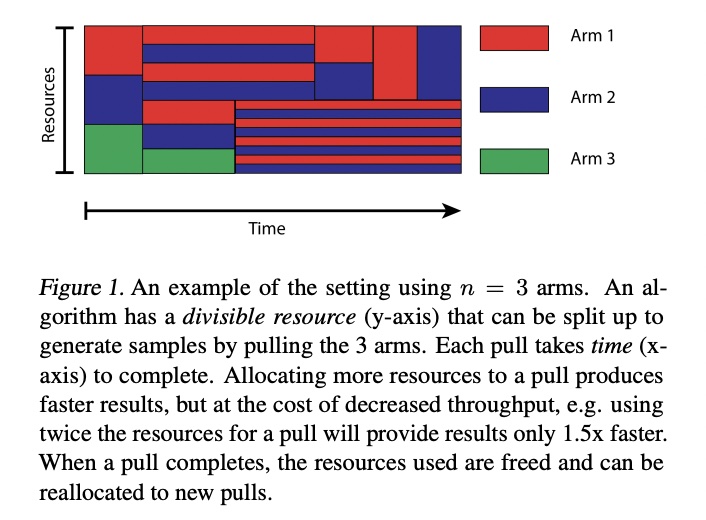 Resources
Time
Arm 1
Arm 2
Arm 3
Figure 1. An example of the setting using n = 3 arms. An al-
gorithm has a divisible resource (y-axis) that can be split up to
generate samples by pulling the 3 arms. Each pull takes time (x-
axis) to complete. Allocating more resources to a pull produces
faster results, but at the cost of decreased throughput, e.g. using
twice the resources for a pull will provide results only 1.5x faster.
When a pull completes, the resources used are freed and can be
reallocated to new pulls.